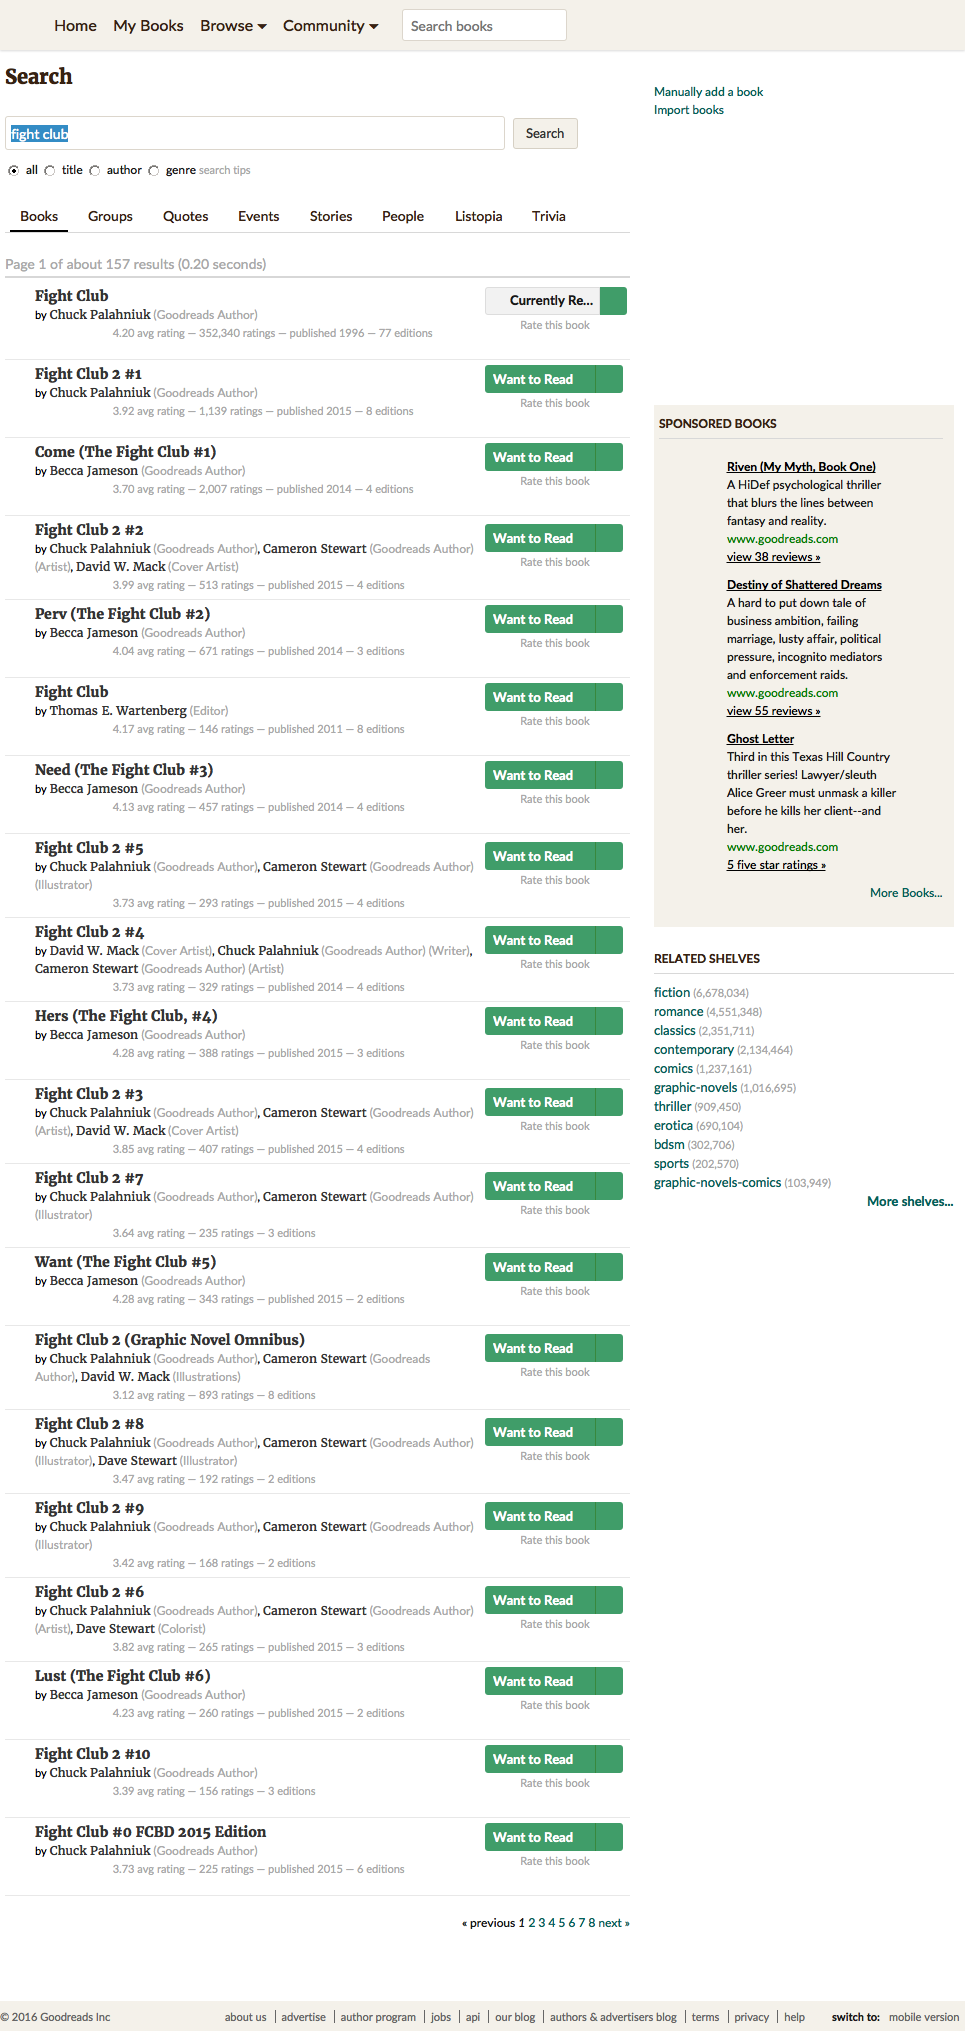 Home My Books Browse Community Search books
Search
Manually add a book
Import books
fight club Search
all title author genre search tips
Books Groups Quotes Events Stories People Listopia Trivia
Page 1 of about 157 results (0.20 seconds)
Fight Club
by Chuck Palahniuk (Goodreads Author)
4.20 avg rating — 352,340 ratings — published 1996 — 77 editions
Currently Re...
Rate this book
Fight Club 2 #1
by Chuck Palahniuk (Goodreads Author)
3.92 avg rating — 1,139 ratings — published 2015 — 8 editions
Want to Read
Rate this book
Come (The Fight Club #1)
by Becca Jameson (Goodreads Author)
3.70 avg rating — 2,007 ratings — published 2014 — 4 editions
Want to Read
Rate this book
Fight Club 2 #2
by Chuck Palahniuk (Goodreads Author), Cameron Stewart (Goodreads Author)
(Artist), David W. Mack (Cover Artist)
3.99 avg rating — 513 ratings — published 2015 — 4 editions
Want to Read
Rate this book
Perv (The Fight Club #2)
by Becca Jameson (Goodreads Author)
4.04 avg rating — 671 ratings — published 2014 — 3 editions
Want to Read
Rate this book
Fight Club
by Thomas E. Wartenberg (Editor)
4.17 avg rating — 146 ratings — published 2011 — 8 editions
Want to Read
Rate this book
Need (The Fight Club #3)
by Becca Jameson (Goodreads Author)
4.13 avg rating — 457 ratings — published 2014 — 4 editions
Want to Read
Rate this book
Fight Club 2 #5
by Chuck Palahniuk (Goodreads Author), Cameron Stewart (Goodreads Author)
(Illustrator)
3.73 avg rating — 293 ratings — published 2015 — 4 editions
Want to Read
Rate this book
Fight Club 2 #4
by David W. Mack (Cover Artist), Chuck Palahniuk (Goodreads Author) (Writer),
Cameron Stewart (Goodreads Author) (Artist)
3.73 avg rating — 329 ratings — published 2014 — 4 editions
Want to Read
Rate this book
Hers (The Fight Club, #4)
by Becca Jameson (Goodreads Author)
4.28 avg rating — 388 ratings — published 2015 — 3 editions
Want to Read
Rate this book
Fight Club 2 #3
by Chuck Palahniuk (Goodreads Author), Cameron Stewart (Goodreads Author)
(Artist), David W. Mack (Cover Artist)
3.85 avg rating — 407 ratings — published 2015 — 4 editions
Want to Read
Rate this book
Fight Club 2 #7
by Chuck Palahniuk (Goodreads Author), Cameron Stewart (Goodreads Author)
(Illustrator)
3.64 avg rating — 235 ratings — 3 editions
Want to Read
Rate this book
Want (The Fight Club #5)
by Becca Jameson (Goodreads Author)
4.28 avg rating — 343 ratings — published 2015 — 2 editions
Want to Read
Rate this book
Fight Club 2 (Graphic Novel Omnibus)
by Chuck Palahniuk (Goodreads Author), Cameron Stewart (Goodreads
Author), David W. Mack (Illustrations)
3.12 avg rating — 893 ratings — 8 editions
Want to Read
Rate this book
Fight Club 2 #8
by Chuck Palahniuk (Goodreads Author), Cameron Stewart (Goodreads Author)
(Illustrator), Dave Stewart (Illustrator)
3.47 avg rating — 192 ratings — 2 editions
Want to Read
Rate this book
Fight Club 2 #9
by Chuck Palahniuk (Goodreads Author), Cameron Stewart (Goodreads Author)
(Illustrator)
3.42 avg rating — 168 ratings — 2 editions
Want to Read
Rate this book
Fight Club 2 #6
by Chuck Palahniuk (Goodreads Author), Cameron Stewart (Goodreads Author)
(Artist), Dave Stewart (Colorist)
3.82 avg rating — 265 ratings — published 2015 — 3 editions
Want to Read
Rate this book
Lust (The Fight Club #6)
by Becca Jameson (Goodreads Author)
4.23 avg rating — 260 ratings — published 2015 — 2 editions
Want to Read
Rate this book
Fight Club 2 #10
by Chuck Palahniuk (Goodreads Author)
3.39 avg rating — 156 ratings — 3 editions
Want to Read
Rate this book
Fight Club #0 FCBD 2015 Edition
by Chuck Palahniuk (Goodreads Author)
3.73 avg rating — 225 ratings — published 2015 — 6 editions
Want to Read
Rate this book
« previous 1 2 3 4 5 6 7 8 next »
SPONSORED BOOKS
Riven (My Myth, Book One)
A HiDef psychological thriller
that blurs the lines between
fantasy and reality.
www.goodreads.com
view 38 reviews »
Destiny of Shattered Dreams
A hard to put down tale of
business ambition, failing
marriage, lusty affair, political
pressure, incognito mediators
and enforcement raids.
www.goodreads.com
view 55 reviews »
Ghost Letter
Third in this Texas Hill Country
thriller series! Lawyer/sleuth
Alice Greer must unmask a killer
before he kills her client--and
her.
www.goodreads.com
5 five star ratings »
More Books...
RELATED SHELVES
fiction (6,678,034)
romance (4,551,348)
classics (2,351,711)
contemporary (2,134,464)
comics (1,237,161)
graphic-novels (1,016,695)
thriller (909,450)
erotica (690,104)
bdsm (302,706)
sports (202,570)
graphic-novels-comics (103,949)
More shelves...
© 2016 Goodreads Inc about us | advertise | author program | jobs | api | our blog | authors & advertisers blog | terms | privacy | help switch to: mobile version